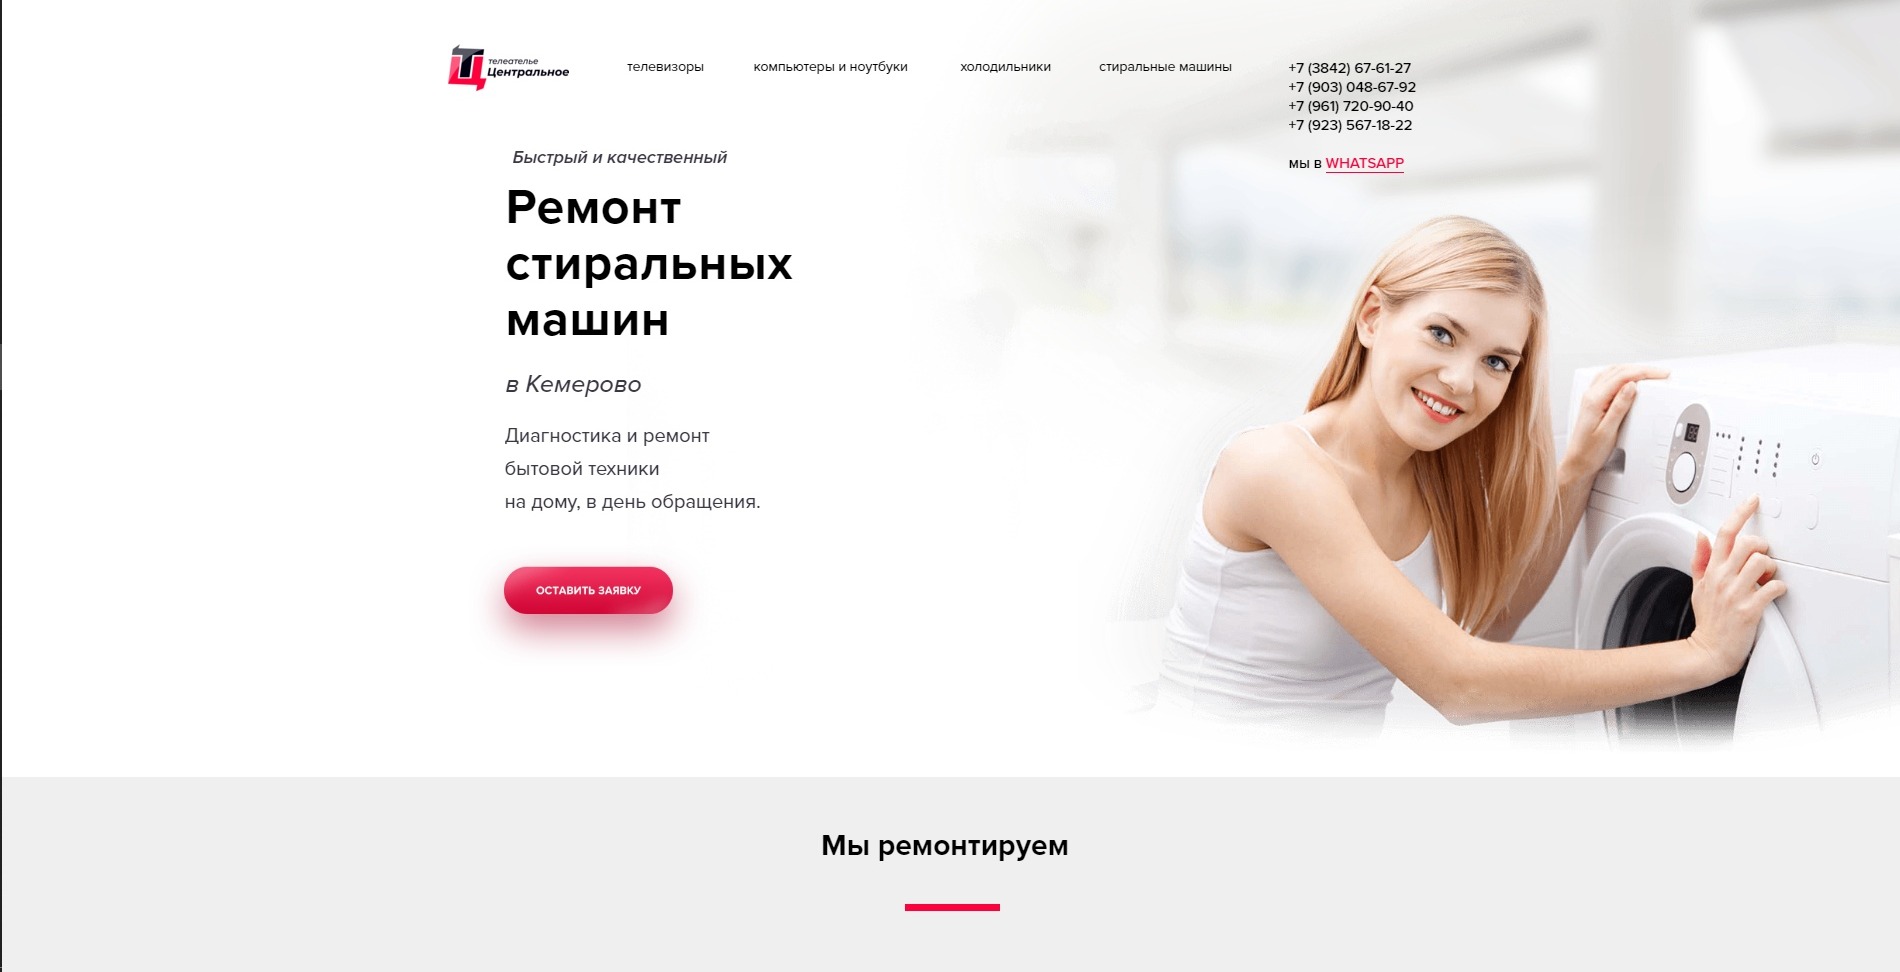 телеателье
Центральное
телевизоры
компьютеры и ноутбуки
холодильники
стиральные машины
+7 (3842) 67-61-27
+7 (903) 048-67-92
+7 (961) 720-90-40
+7 (923) 567-18-22
мы в WHATSAPP
Быстрый и качественный
Ремонт
стиральных
машин
в Кемерово
Диагностика и ремонт
бытовой техники
на дому, в день обращения.
ОСТАВИТЬ ЗАЯВКУ
Мы ремонтируем